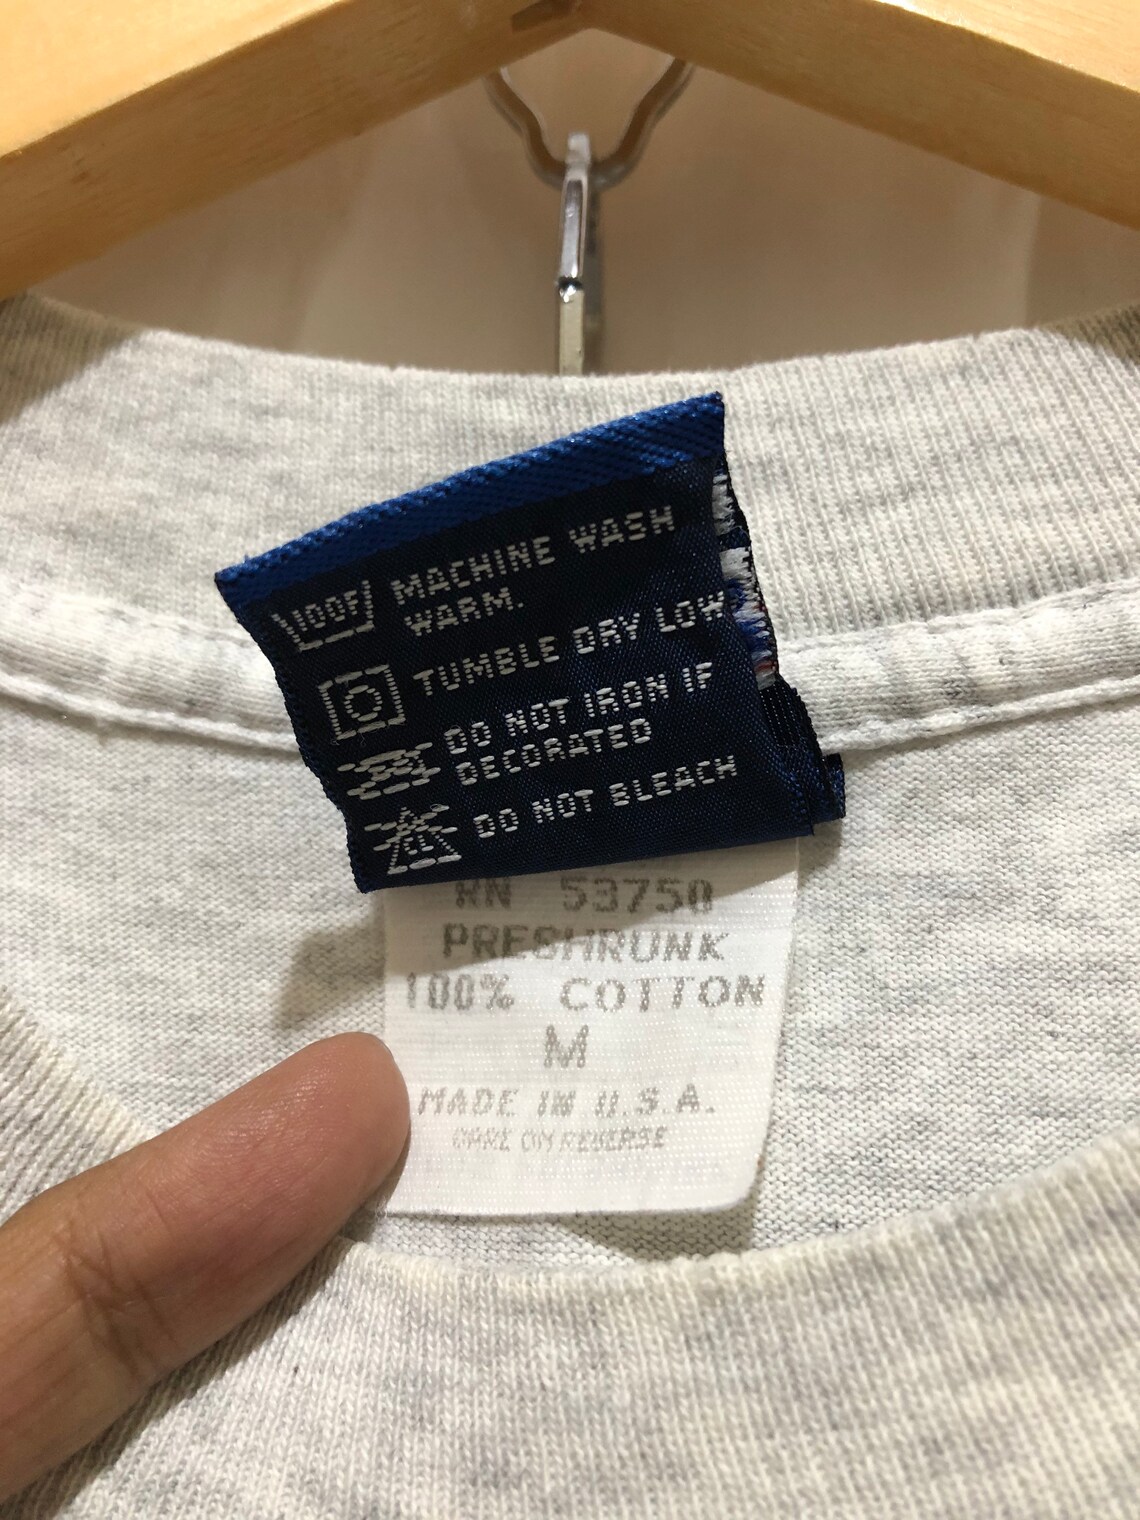 100F MACHINE WASH
WARM.
TUMBLE DRY LOW
DO NOT IRON IF
DECORATED
CL DO NOT BLEACH
RN 53750
PRESHRUNK
100% COTTON
M
MADE IN U.S.A.
CARE ON REVERSE